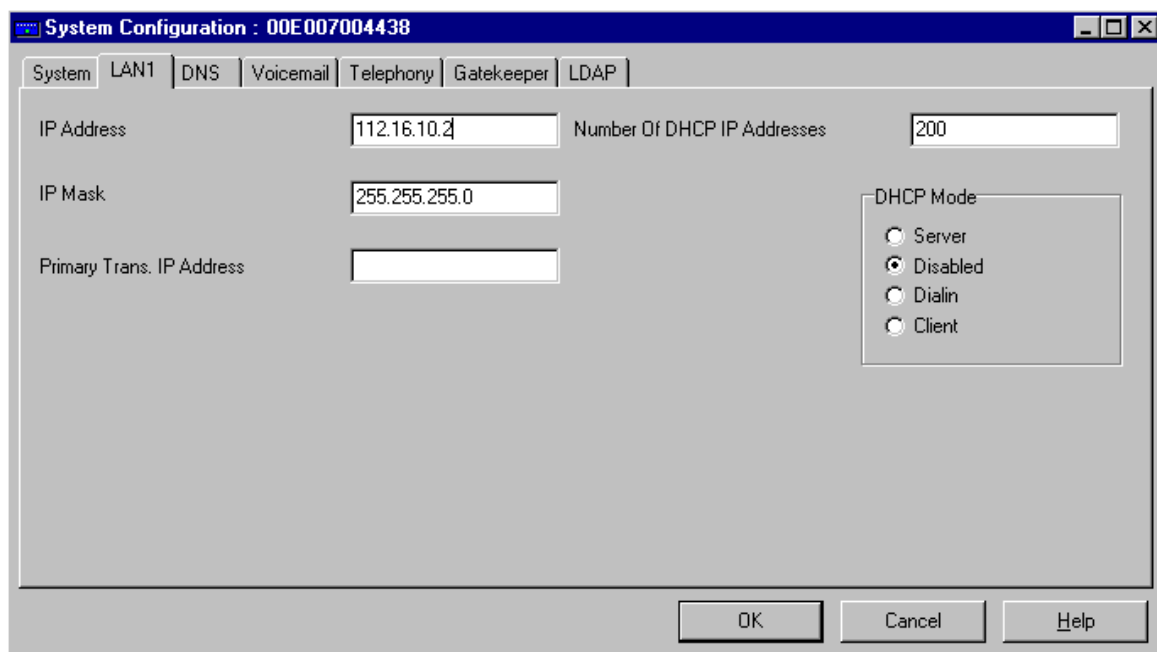 System Configuration : 00E007004438
System LAN1 DNS Voicemail Telephony Gatekeeper LDAP
IP Address 112.16.10.2 Number Of DHCP IP Addresses 200
IP Mask 255.255.255.0
DHCP Mode
Server
Primary Trans. IP Address
Disabled
Dialin
Client
OK Cancel Help